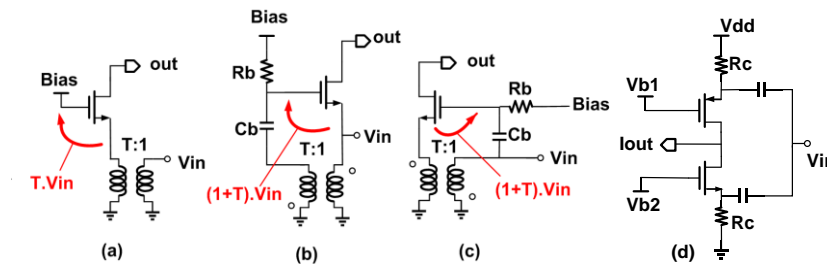 Bias
out
T:1
Vin
T.Vin
(a)
Bias
Rb
out
Cb
T:1
Vin
(1+T).Vin
(b)
out
Rb
Bias
Cb
T:1
Vin
(1+T).Vin
(c)
Vdd
Rc
Vb1
Iout
Vin
Vb2
Rc
(d)